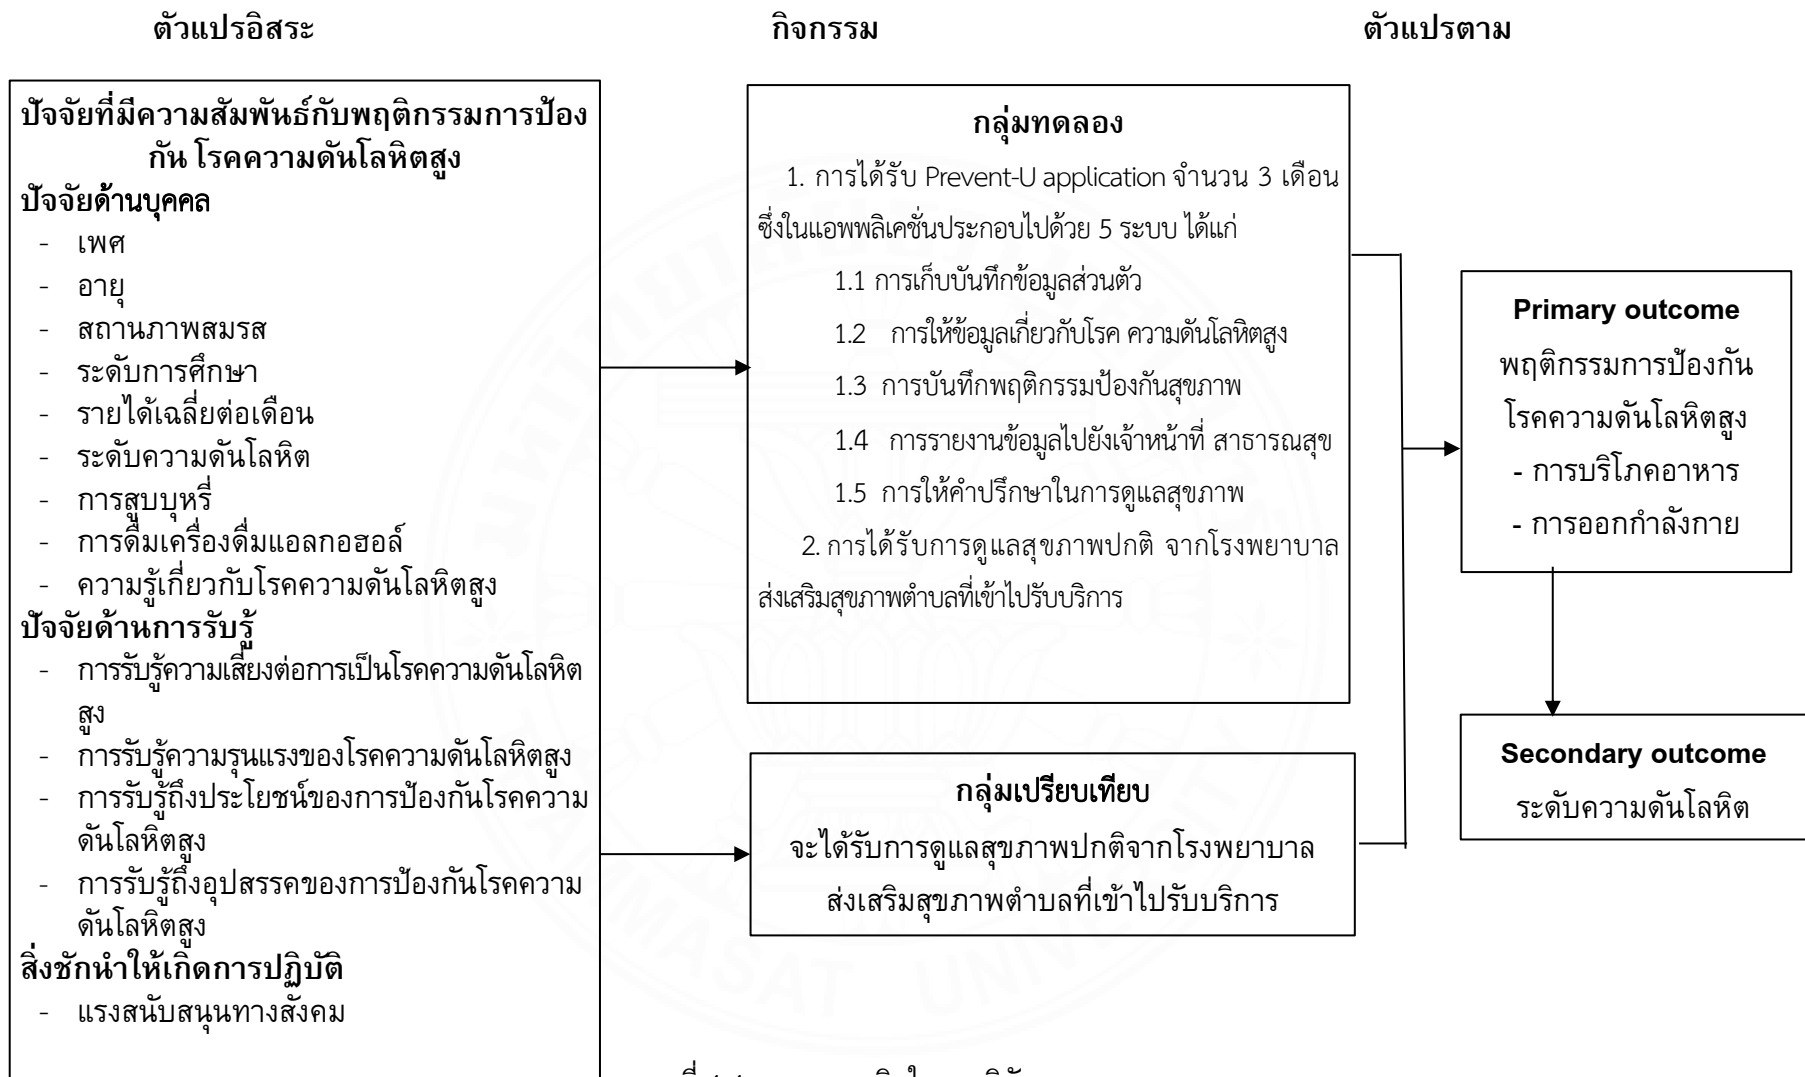 ตัวแปรอิสระ
กิจกรรม
ตัวแปรตาม
ปัจจัยที่มีความสัมพันธ์กับพฤติกรรมการป้อง
กัน โรคความดันโลหิตสูง
ปัจจัยด้านบุคคล
- เพศ
- อายุ
- สถานภาพสมรส
- ระดับการศึกษา
- รายได้เฉลี่ยต่อเดือน
- ระดับความดันโลหิต
- การสูบบุหรี่
- การดื่มเครื่องดื่มแอลกอฮอล์
- ความรู้เกี่ยวกับโรคความดันโลหิตสูง
ปัจจัยด้านการรับรู้
- การรับรู้ความเสี่ยงต่อการเป็นโรคความดันโลหิต
สูง
- การรับรู้ความรุนแรงของโรคความดันโลหิตสูง
- การรับรู้ถึงประโยชน์ของการป้องกันโรคความ
ดันโลหิตสูง
- การรับรู้ถึงอุปสรรคของการป้องกันโรคความ
ดันโลหิตสูง
สิ่งชักนำให้เกิดการปฏิบัติ
- แรงสนับสนุนทางสังคม
กลุ่มทดลอง
1. การได้รับ Prevent-U application จำนวน 3 เดือน
ซึ่งในแอพพลิเคชั่นประกอบไปด้วย 5 ระบบ ได้แก่
1.1 การเก็บบันทึกข้อมูลส่วนตัว
1.2 การให้ข้อมูลเกี่ยวกับโรค ความดันโลหิตสูง
1.3 การบันทึกพฤติกรรมป้องกันสุขภาพ
1.4 การรายงานข้อมูลไปยังเจ้าหน้าที่ สาธารณสุข
1.5 การให้คำปรึกษาในการดูแลสุขภาพ
2. การได้รับการดูแลสุขภาพปกติ จากโรงพยาบาล
ส่งเสริมสุขภาพตำบลที่เข้าไปรับบริการ
กลุ่มเปรียบเทียบ
จะได้รับการดูแลสุขภาพปกติจากโรงพยาบาล
ส่งเสริมสุขภาพตำบลที่เข้าไปรับบริการ
Primary outcome
พฤติกรรมการป้องกัน
โรคความดันโลหิตสูง
- การบริโภคอาหาร
- การออกกำลังกาย
Secondary outcome
ระดับความดันโลหิต